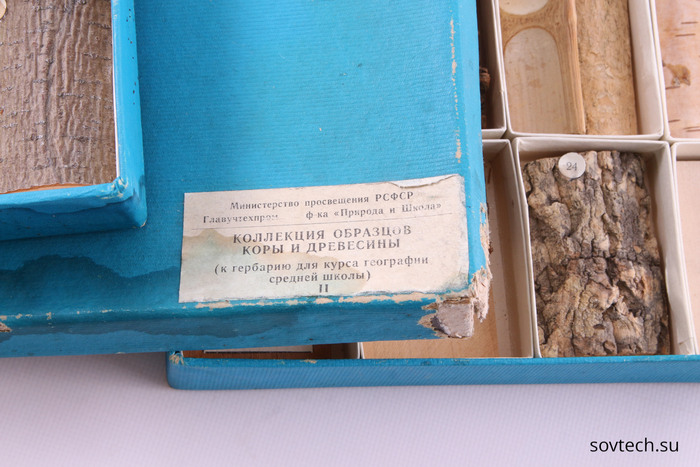 Министерство просвещения РСФСР
Главучтехпром ф-ка «Природа и Школа»
КОЛЛЕКЦИЯ ОБРАЗЦОВ
КОРЫ И ДРЕВЕСИНЫ
(к гербарию для курса географии
средней школы)
II
24
sovtech.su